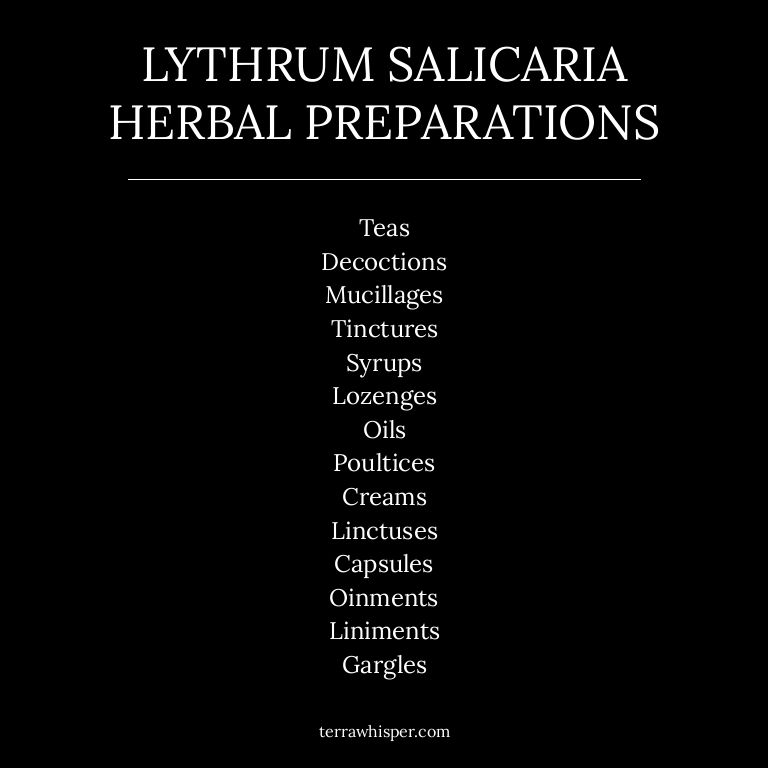 LYTHRUM SALICARIA
HERBAL PREPARATIONS
Teas
Decoctions
Mucillages
Tinctures
Syrups
Lozenges
Oils
Poultices
Creams
Linctuses
Capsules
Oinments
Liniments
Gargles
terrawhisper.com